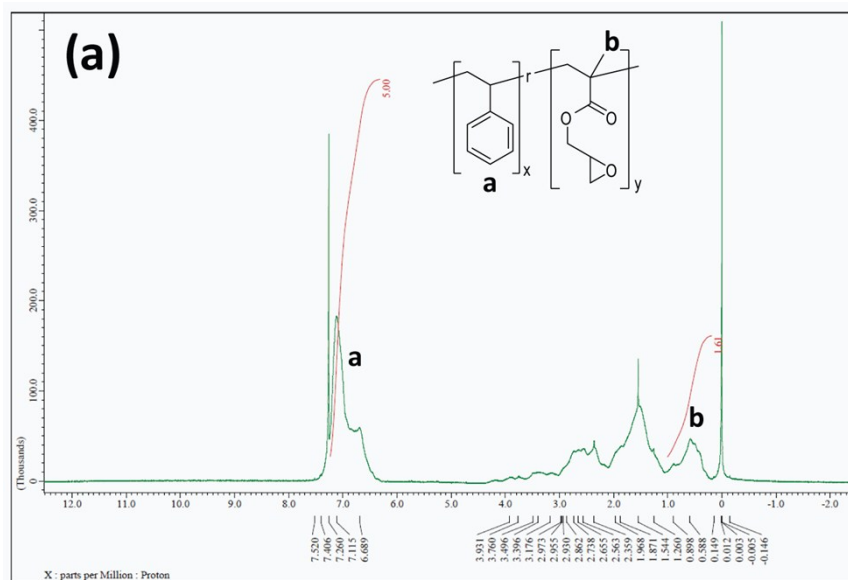 (a)
5.00
b
r
O
O
O
x
y
a
400.0
300.0
200.0
100.0
0
(Thousands)
a
b
1.61
12.0 11.0 10.0 9.0 8.0 7.0 6.0 5.0 4.0 3.0 2.0 1.0 0 -1.0 -2.0
7.520
7.406
7.260
7.115
6.689
3.931
3.760
3.496
3.396
3.176
2.973
2.955
2.930
2.862
2.738
2.655
2.563
2.359
1.968
1.871
1.544
1.260
0.898
0.588
0.149
0.012
0.003
-0.005
-0.146
X : parts per Million : Proton